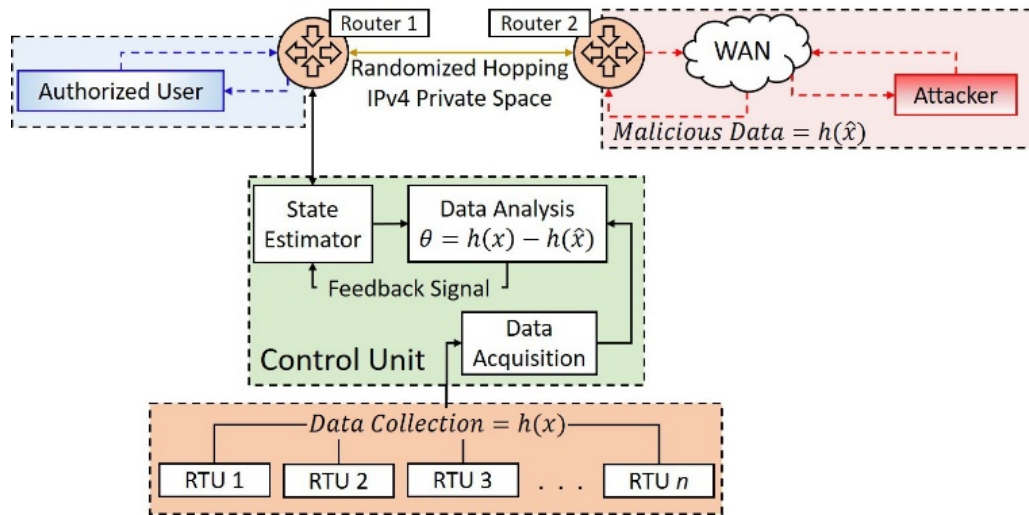 Router 1
Router 2
WAN
Authorized User
Randomized Hopping
IPv4 Private Space
Attacker
Malicious Data = h(x̂)
State
Estimator
Data Analysis
θ = h(x) − h(x̂)
Feedback Signal
Data
Acquisition
Control Unit
Data Collection = h(x)
RTU 1
RTU 2
RTU 3
. . .
RTU n